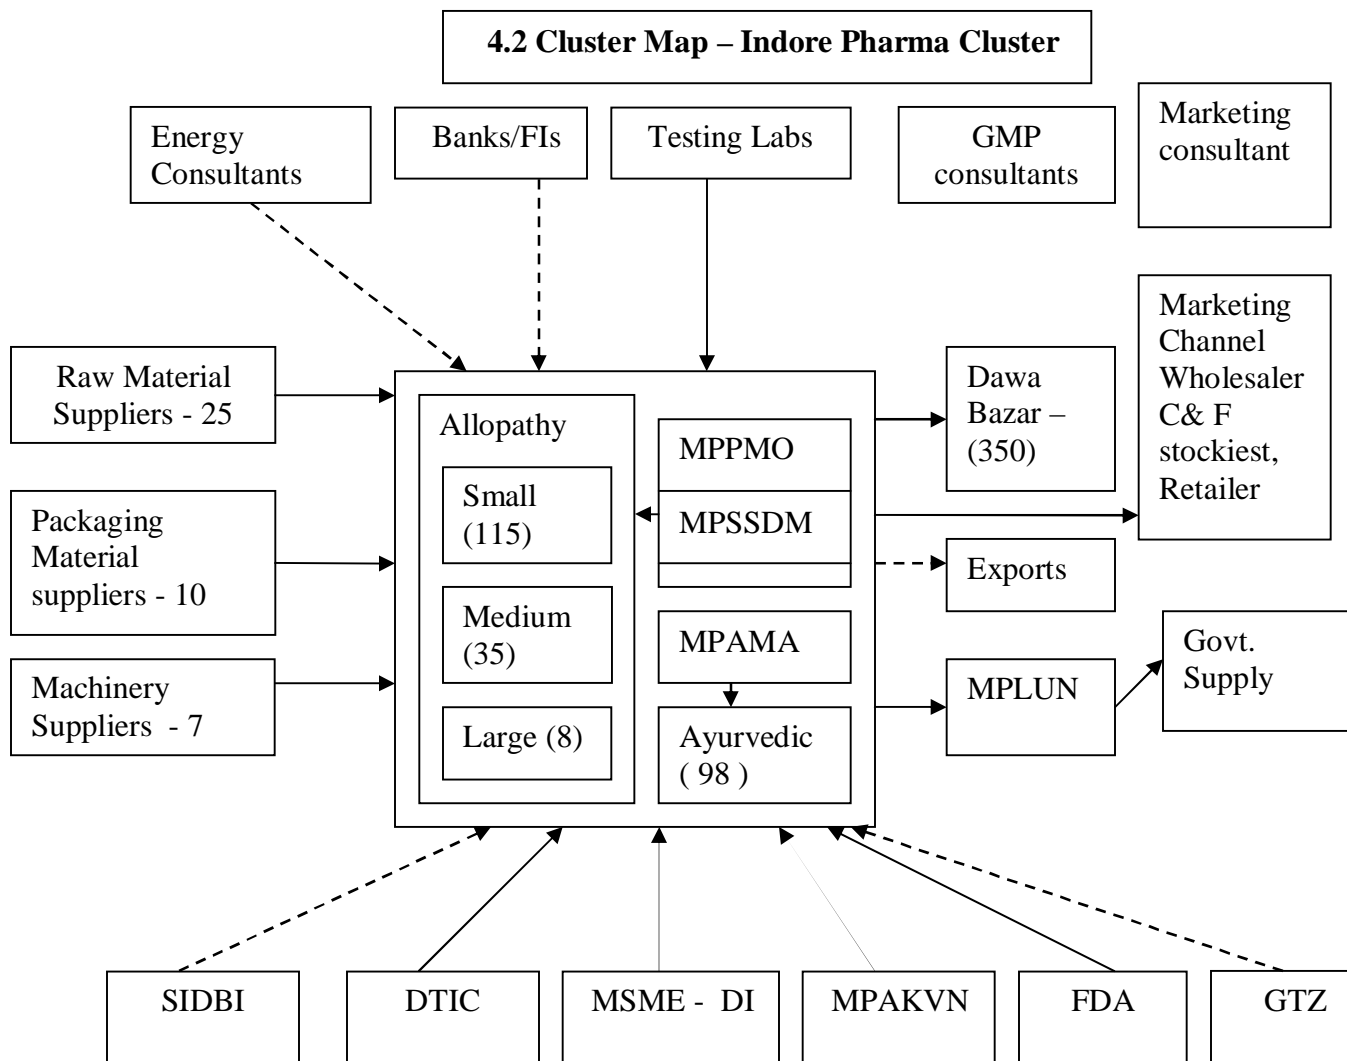 4.2 Cluster Map – Indore Pharma Cluster
Energy
Consultants
Banks/FIs
Testing Labs
GMP
consultants
Marketing
consultant
Raw Material
Suppliers - 25
Packaging
Material
suppliers - 10
Machinery
Suppliers - 7
Allopathy
Small
(115)
Medium
(35)
Large (8)
MPPMO
MPSSDM
MPAMA
Ayurvedic
( 98 )
Dawa
Bazar –
(350)
Marketing
Channel
Wholesaler
C& F
stockiest,
Retailer
Exports
MPLUN
Govt.
Supply
SIDBI
DTIC
MSME - DI
MPAKVN
FDA
GTZ